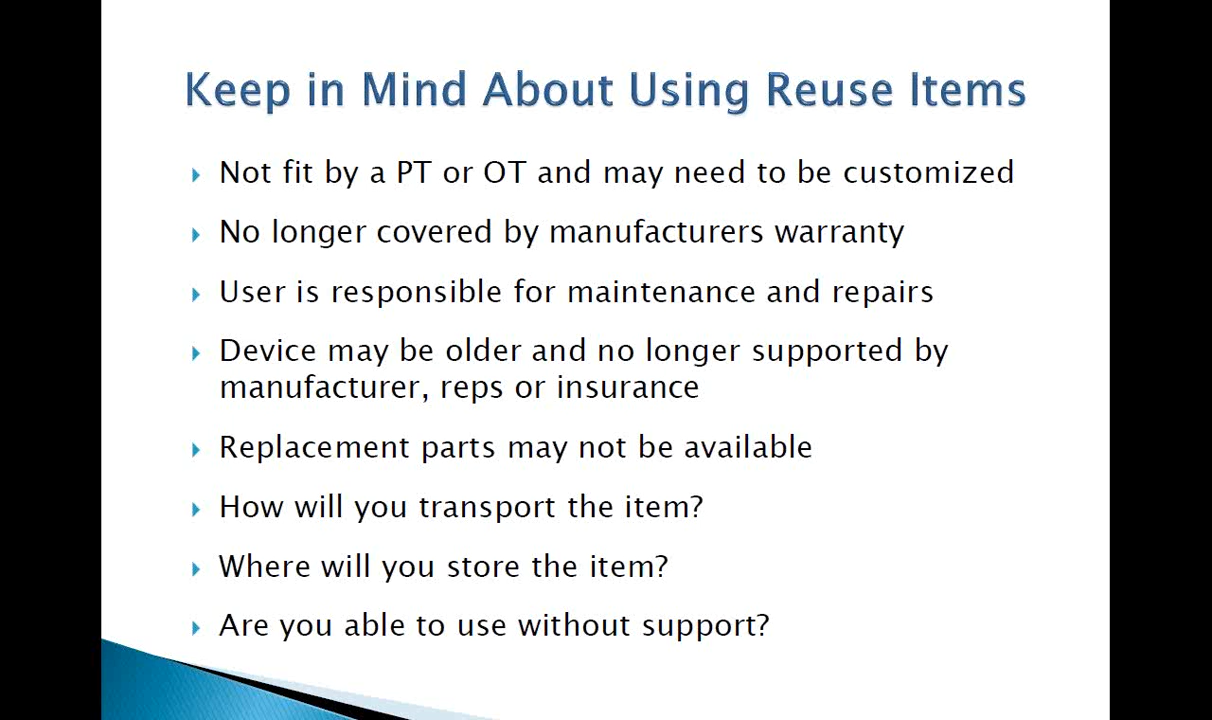 Keep in Mind About Using Reuse Items
Not fit by a PT or OT and may need to be customized
No longer covered by manufacturers warranty
User is responsible for maintenance and repairs
Device may be older and no longer supported by
manufacturer, reps or insurance
Replacement parts may not be available
How will you transport the item?
Where will you store the item?
Are you able to use without support?